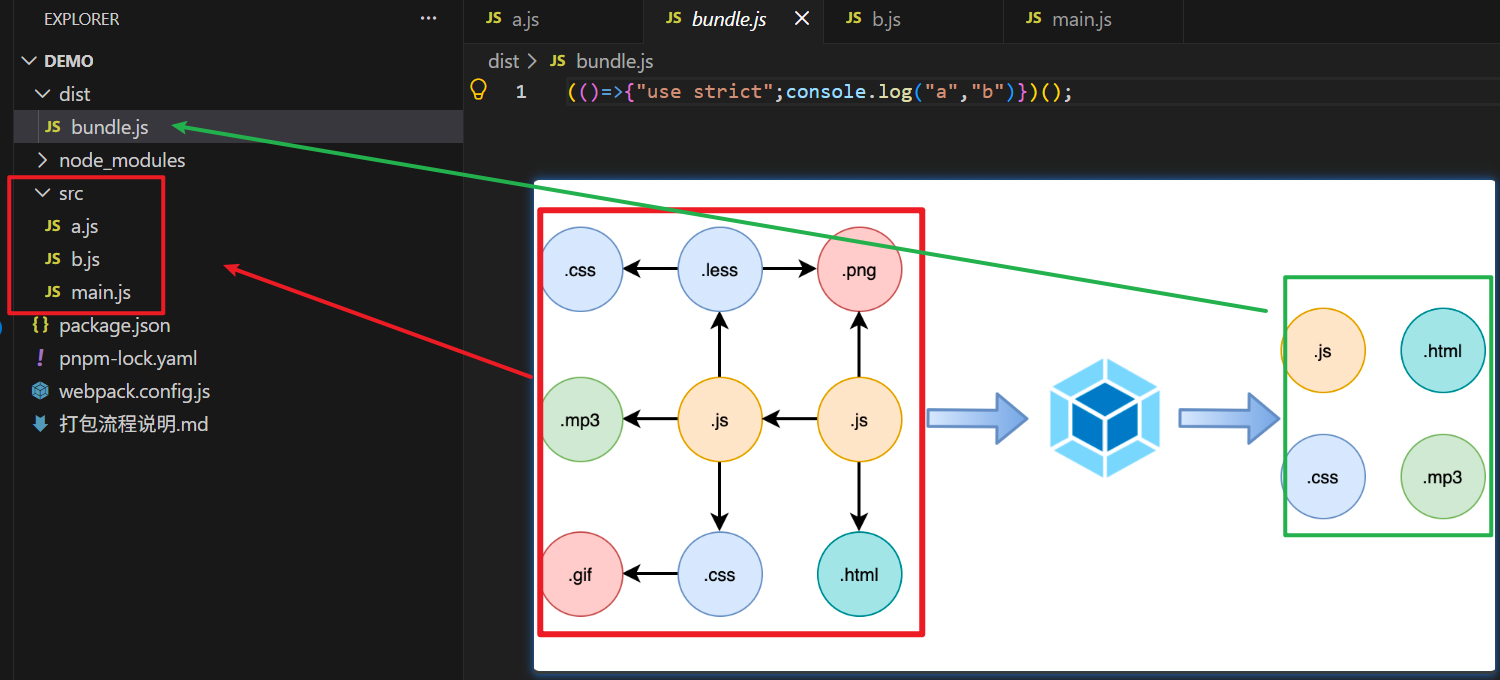 EXPLORER
DEMO
dist
JS bundle.js
node_modules
src
JS a.js
JS b.js
JS main.js
{} package.json
! pnpm-lock.yaml
webpack.config.js
打包流程说明.md
JS a.js
JS bundle.js
JS b.js
JS main.js
dist > JS bundle.js
1 (()=>{"use strict";console.log("a","b")})();
.css
.less
.png
.mp3
.js
.js
.gif
.css
.html
.js
.html
.css
.mp3